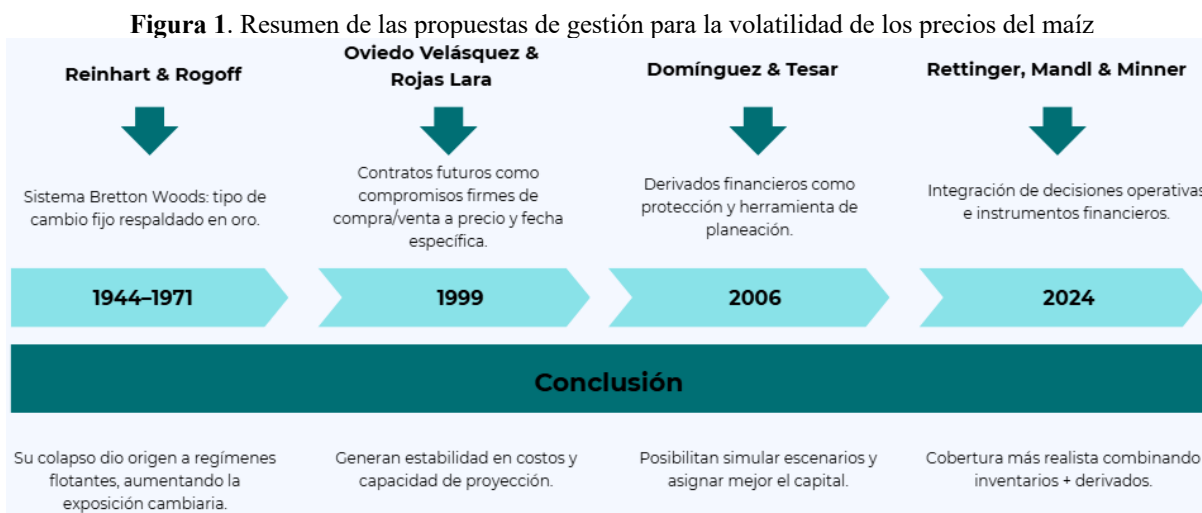 Figura 1. Resumen de las propuestas de gestión para la volatilidad de los precios del maíz
Reinhart & Rogoff
Sistema Bretton Woods: tipo de
cambio fijo respaldado en oro.
Oviedo Velásquez &
Rojas Lara
Contratos futuros como
compromisos firmes de
compra/venta a precio y fecha
específica.
Domínguez & Tesar
Derivados financieros como
protección y herramienta de
planeación.
Rettinger, Mandl & Minner
Integración de decisiones operativas
e instrumentos financieros.
1944–1971
1999
2006
2024
Conclusión
Su colapso dio origen a regímenes
flotantes, aumentando la
exposición cambiaria.
Generan estabilidad en costos y
capacidad de proyección.
Posibilitan simular escenarios y
asignar mejor el capital.
Cobertura más realista combinando
inventarios + derivados.